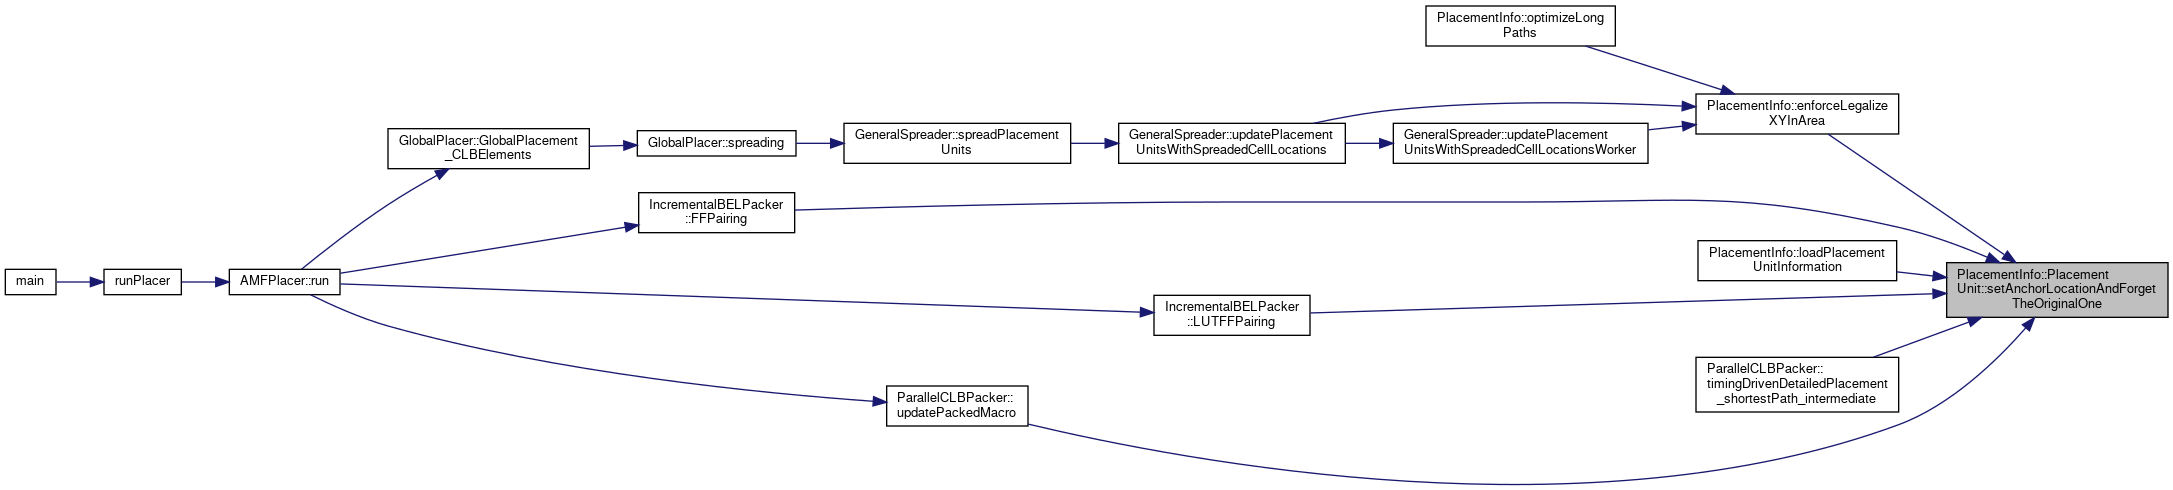 PlacementInfo::optimizeLong
Paths
PlacementInfo::enforceLegalize
XYInArea
GlobalPlacer::GlobalPlacement
_CLBElements
GlobalPlacer::spreading
GeneralSpreader::spreadPlacement
Units
GeneralSpreader::updatePlacement
UnitsWithSpreadedCellLocations
GeneralSpreader::updatePlacement
UnitsWithSpreadedCellLocationsWorker
IncrementalBELPacker
::FFPairing
PlacementInfo::loadPlacement
UnitInformation
main
runPlacer
AMFPlacer::run
PlacementInfo::Placement
Unit::setAnchorLocationAndForget
TheOriginalOne
IncrementalBELPacker
::LUTFFPairing
ParallelCLBPacker::
timingDrivenDetailedPlacement
_shortestPath_intermediate
ParallelCLBPacker::
updatePackedMacro